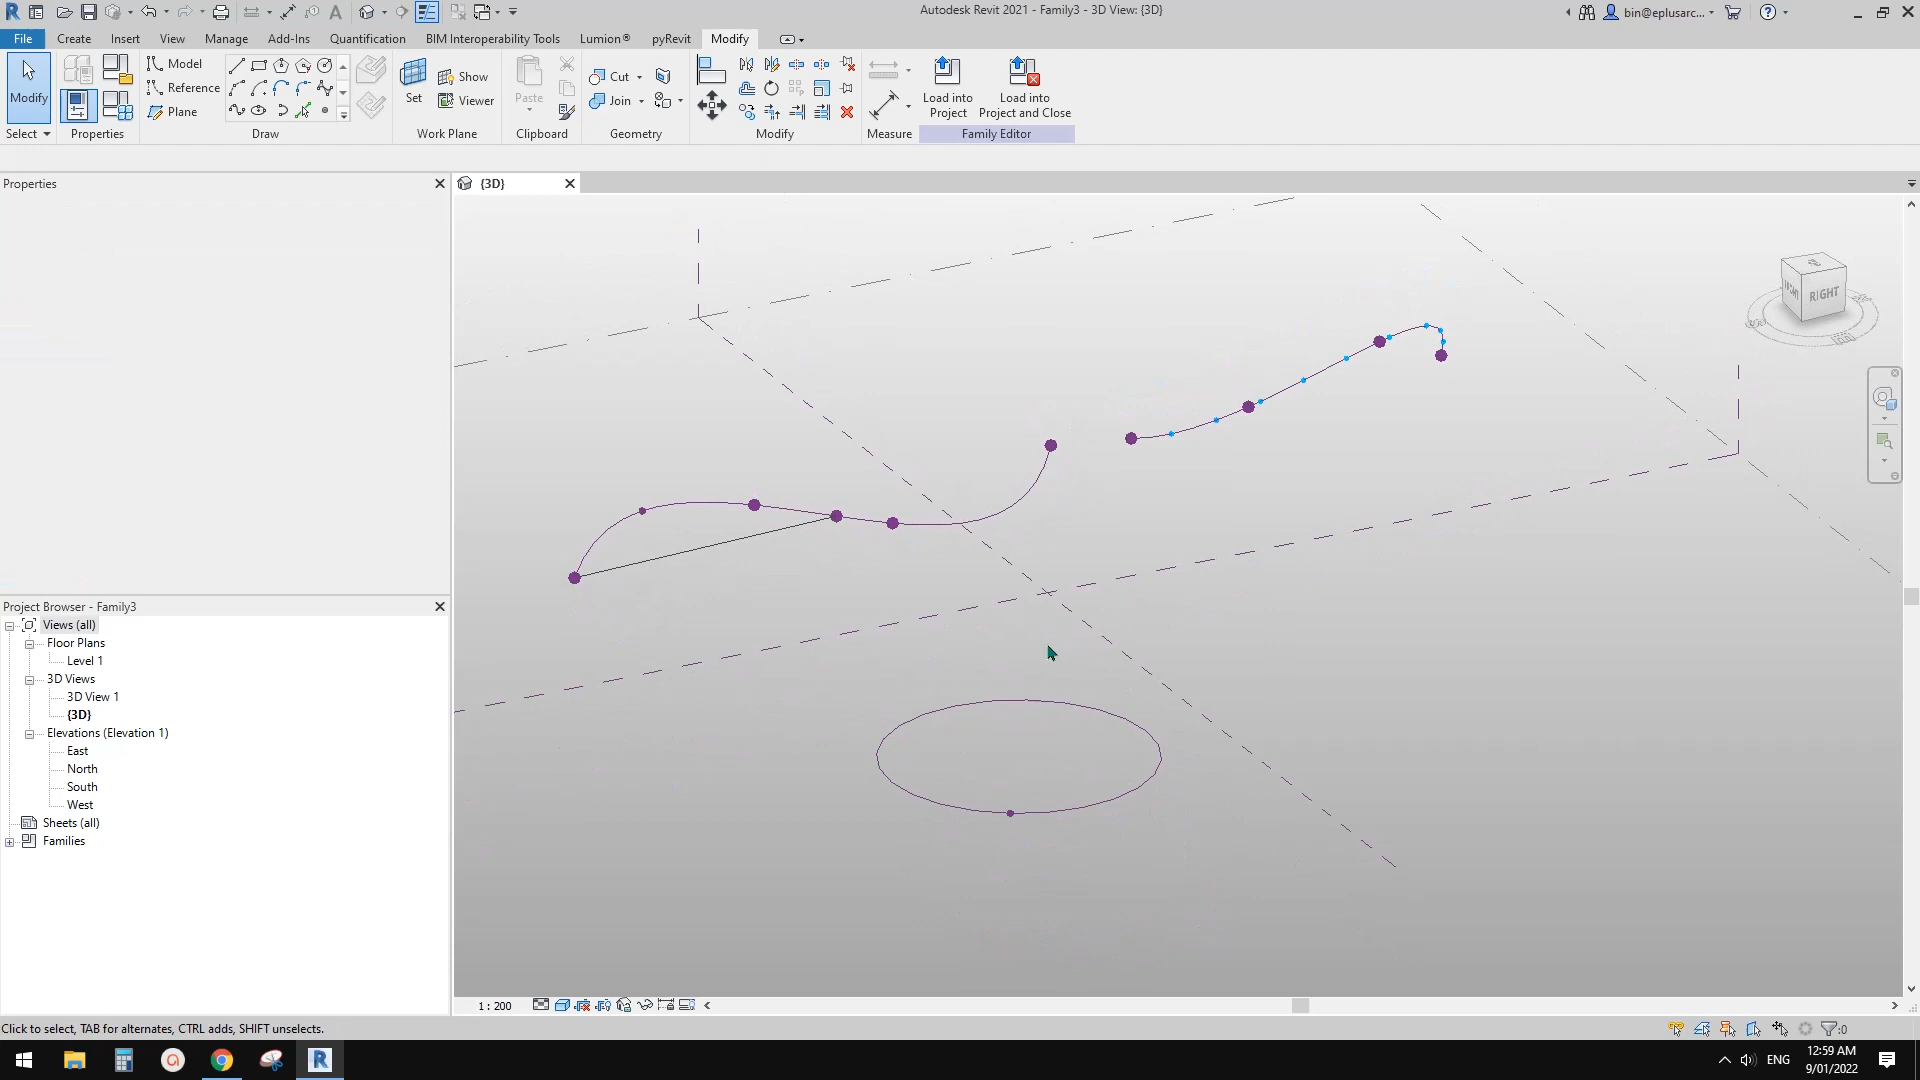 Autodesk Revit 2021 - Family3 - 3D View: {3D}
bin@eplusarc...
File Create Insert View Manage Add-Ins Quantification BIM Interoperability Tools Lumion® pyRevit Modify
Modify
Select
Properties
Model
Reference
Plane
Draw
Set
Show
Viewer
Work Plane
Paste
Clipboard
Cut
Join
Geometry
Modify
Measure
Load into
Project
Load into
Project and Close
Family Editor
Properties
{3D}
RIGHT
Project Browser - Family3
Views (all)
Floor Plans
Level 1
3D Views
3D View 1
{3D}
Elevations (Elevation 1)
East
North
South
West
Sheets (all)
Families
1 : 200
Click to select, TAB for alternates, CTRL adds, SHIFT unselects.
:0
ENG
12:59 AM
9/01/2022